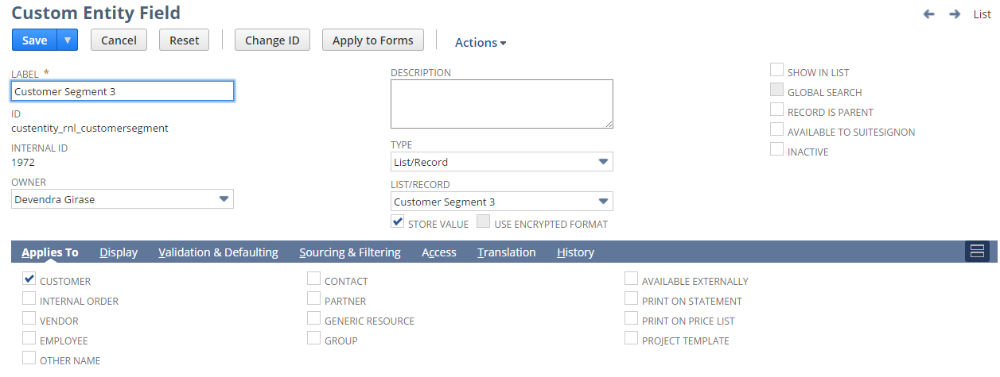 Custom Entity Field
List
Save
Cancel
Reset
Change ID
Apply to Forms
Actions
LABEL *
Customer Segment 3
ID
custentity_rnl_customersegment
INTERNAL ID
1972
OWNER
Devendra Girase
DESCRIPTION
TYPE
List/Record
LIST/RECORD
Customer Segment 3
STORE VALUE
USE ENCRYPTED FORMAT
SHOW IN LIST
GLOBAL SEARCH
RECORD IS PARENT
AVAILABLE TO SUITESIGNON
INACTIVE
Applies To Display Validation & Defaulting Sourcing & Filtering Access Translation History
CUSTOMER
INTERNAL ORDER
VENDOR
EMPLOYEE
OTHER NAME
CONTACT
PARTNER
GENERIC RESOURCE
GROUP
AVAILABLE EXTERNALLY
PRINT ON STATEMENT
PRINT ON PRICE LIST
PROJECT TEMPLATE